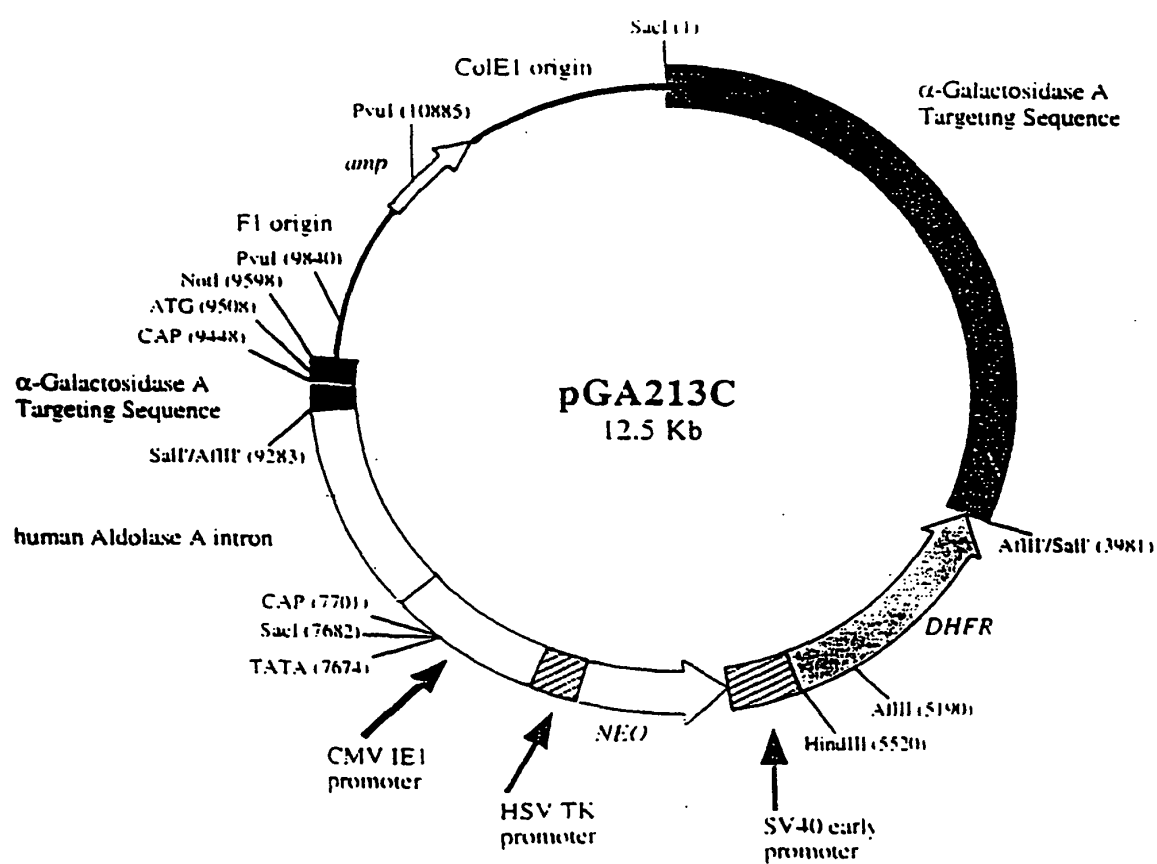 SacI (1)
ColE1 origin
α-Galactosidase A
Targeting Sequence
PvuI (10885)
amp
F1 origin
PvuI (9840)
NotI (9598)
ATG (9508)
CAP (9448)
α-Galactosidase A
Targeting Sequence
pGA213C
12.5 Kb
SalI'/AflII' (9283)
human Aldolase A intron
AflII'/SalI' (3981)
CAP (7701)
SacI (7682)
TATA (7674)
DHFR
AflII (5190)
HindIII (5520)
NEO
CMV IE1
promoter
HSV TK
promoter
SV40 early
promoter